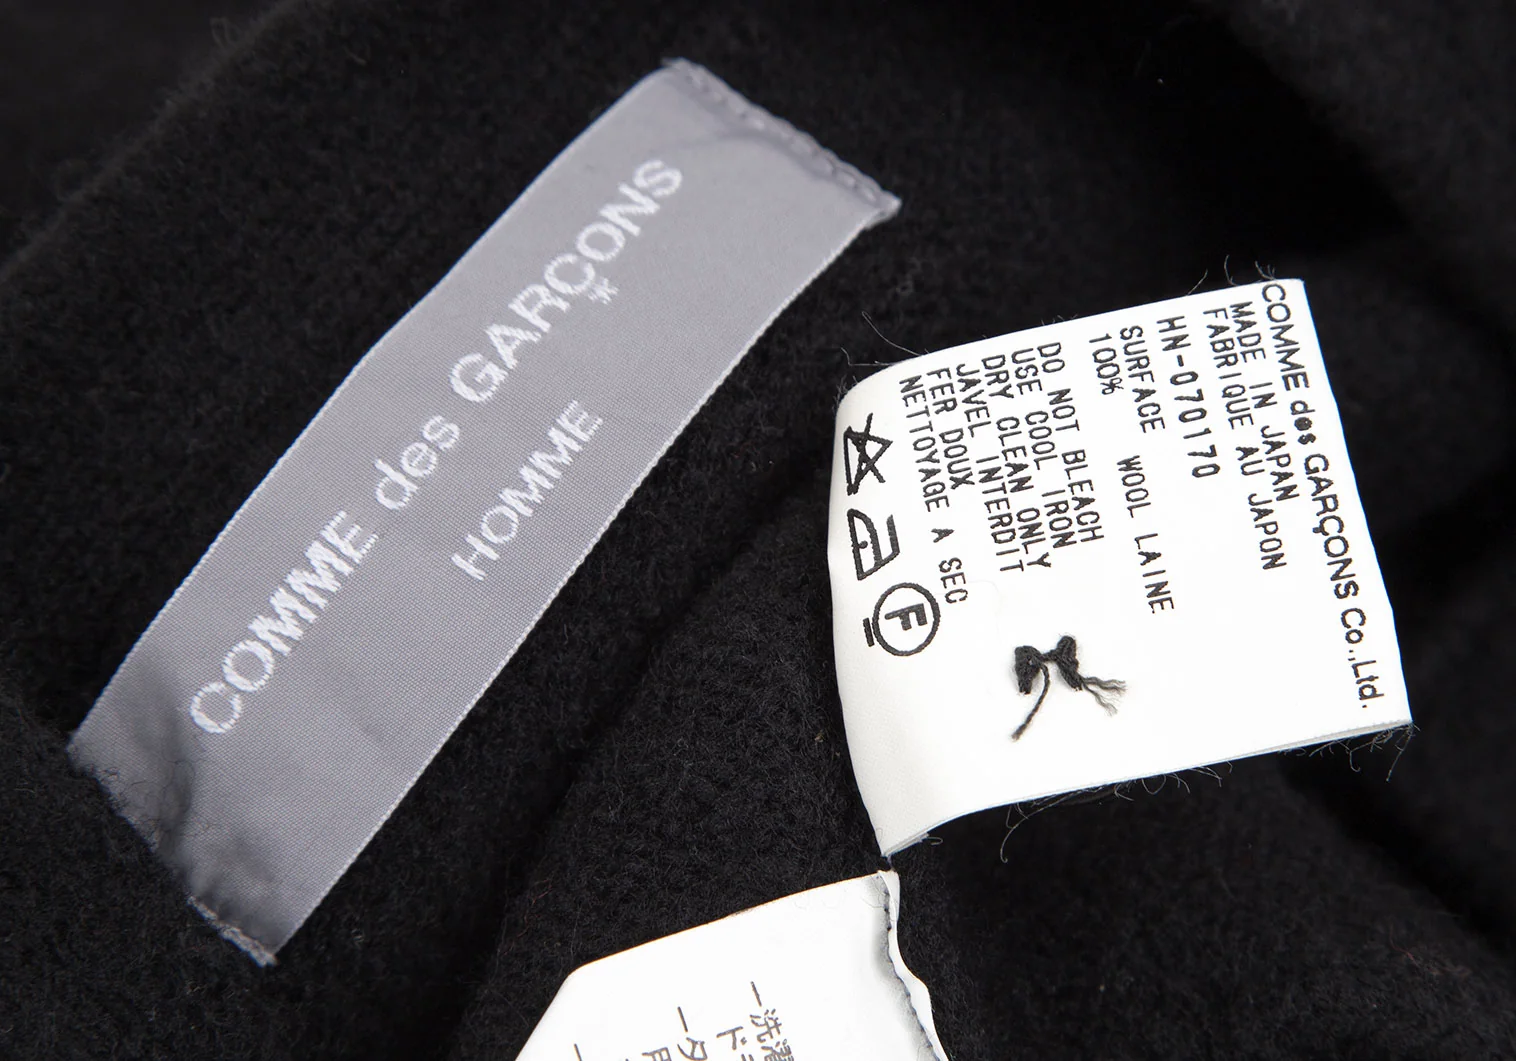 COMME des GARÇONS
HOMME
COMME des GARÇONS Co.,Ltd.
MADE IN JAPAN
FABRIQUE AU JAPON
HN-070170
SURFACE WOOL LAINE
100%
DO NOT BLEACH
USE COOL IRON
DRY CLEAN ONLY
JAVEL INTERDIT
FER DOUX
NETTOYAGE A SEC
F